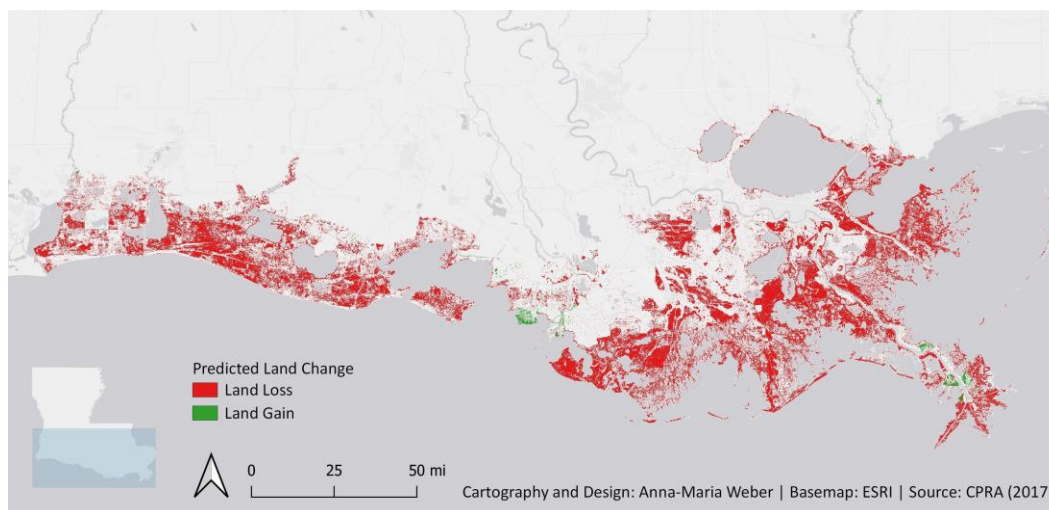 Predicted Land Change
Land Loss
Land Gain
0 25 50 mi
Cartography and Design: Anna-Maria Weber | Basemap: ESRI | Source: CPRA (2017